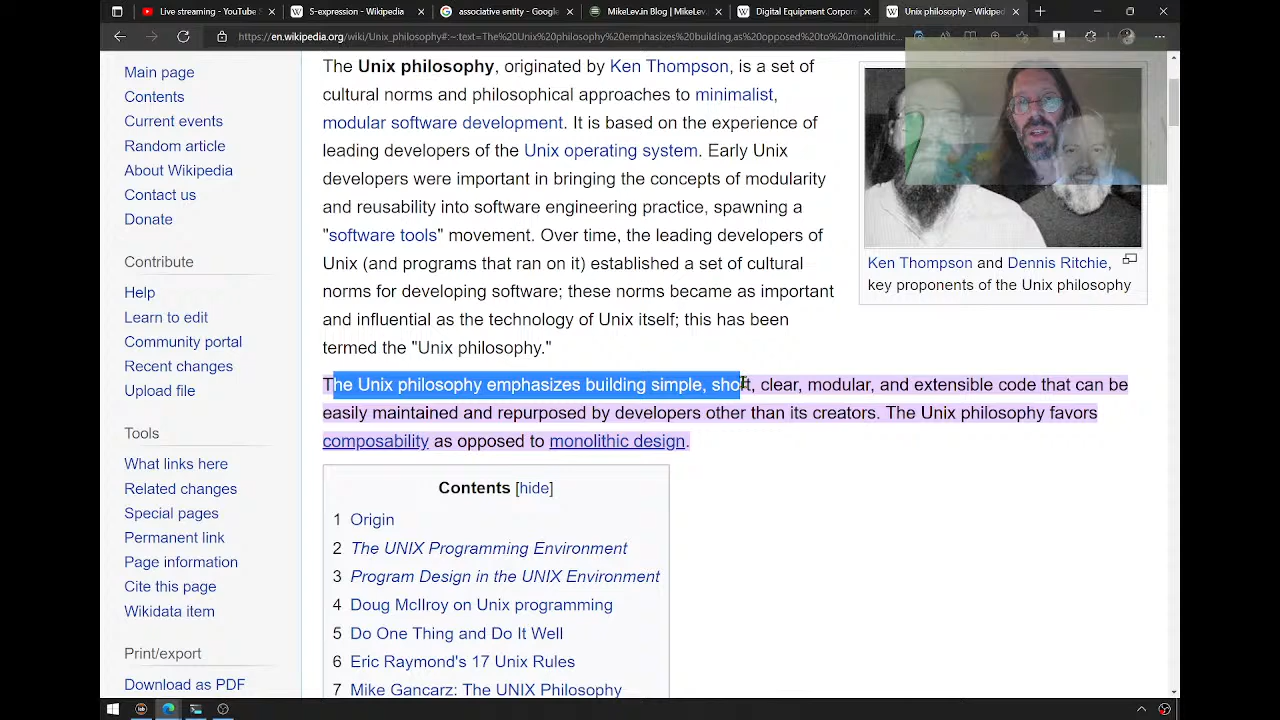 Live streaming - YouTube S
S-expression - Wikipedia
associative entity - Google
MikeLev.in Blog | MikeLev.
Digital Equipment Corpora
Unix philosophy - Wikiped
https://en.wikipedia.org/wiki/Unix_philosophy#:~:text=The%20Unix%20philosophy%20emphasizes%20building,as%20opposed%20to%20monolithic...
Main page
Contents
Current events
Random article
About Wikipedia
Contact us
Donate
Contribute
Help
Learn to edit
Community portal
Recent changes
Upload file
Tools
What links here
Related changes
Special pages
Permanent link
Page information
Cite this page
Wikidata item
Print/export
Download as PDF
The Unix philosophy, originated by Ken Thompson, is a set of
cultural norms and philosophical approaches to minimalist,
modular software development. It is based on the experience of
leading developers of the Unix operating system. Early Unix
developers were important in bringing the concepts of modularity
and reusability into software engineering practice, spawning a
"software tools" movement. Over time, the leading developers of
Unix (and programs that ran on it) established a set of cultural
norms for developing software; these norms became as important
and influential as the technology of Unix itself; this has been
termed the "Unix philosophy."
Ken Thompson and Dennis Ritchie,
key proponents of the Unix philosophy
The Unix philosophy emphasizes building simple, short, clear, modular, and extensible code that can be
easily maintained and repurposed by developers other than its creators. The Unix philosophy favors
composability as opposed to monolithic design.
Contents [hide]
1 Origin
2 The UNIX Programming Environment
3 Program Design in the UNIX Environment
4 Doug McIlroy on Unix programming
5 Do One Thing and Do It Well
6 Eric Raymond's 17 Unix Rules
7 Mike Gancarz: The UNIX Philosophy